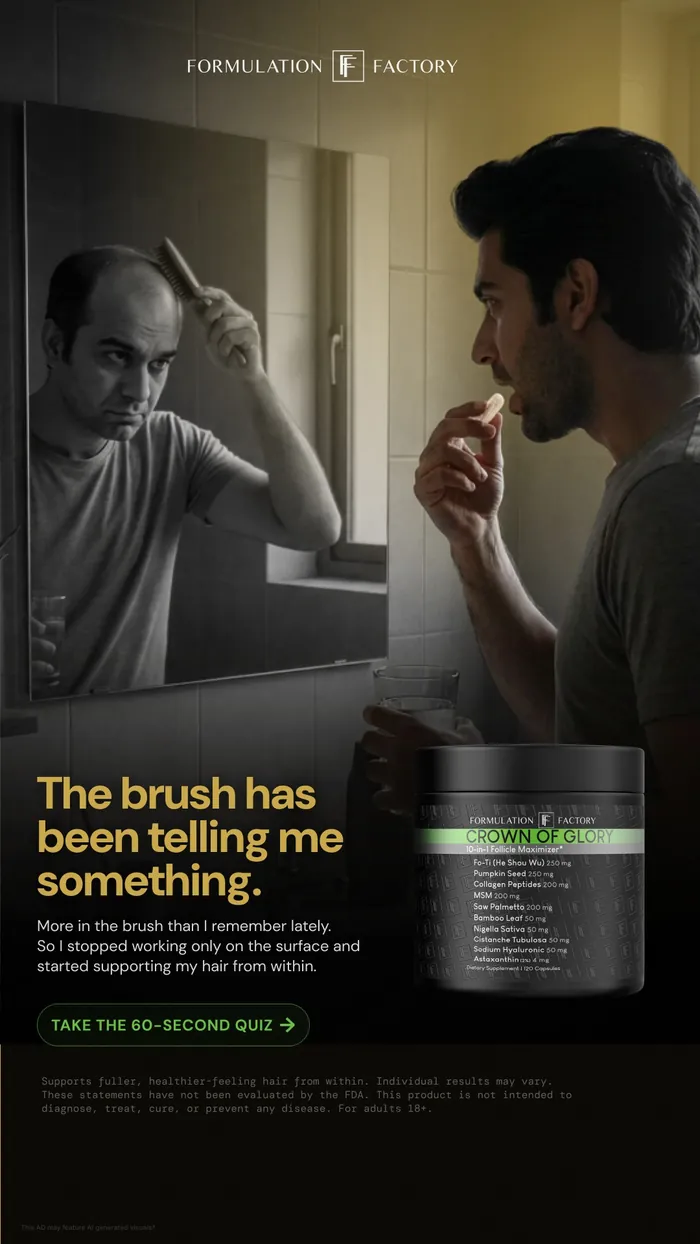 FORMULATION FF FACTORY
The brush has
been telling me
something.
More in the brush than I remember lately.
So I stopped working only on the surface and
started supporting my hair from within.
TAKE THE 60-SECOND QUIZ →
FORMULATION FF FACTORY
CROWN OF GLORY
10-in-1 Follicle Maximizer*
Fo-Ti (He Shou Wu) 250 mg
Pumpkin Seed 250 mg
Collagen Peptides 200 mg
MSM 200 mg
Saw Palmetto 200 mg
Bamboo Leaf 50 mg
Nigella Sativa 50 mg
Cistanche Tubulosa 50 mg
Sodium Hyaluronic 50 mg
Astaxanthin 4 mg
Dietary Supplement | 120 Capsules
Supports fuller, healthier-feeling hair from within. Individual results may vary.
These statements have not been evaluated by the FDA. This product is not intended to
diagnose, treat, cure, or prevent any disease. For adults 18+.
This AD may feature AI generated